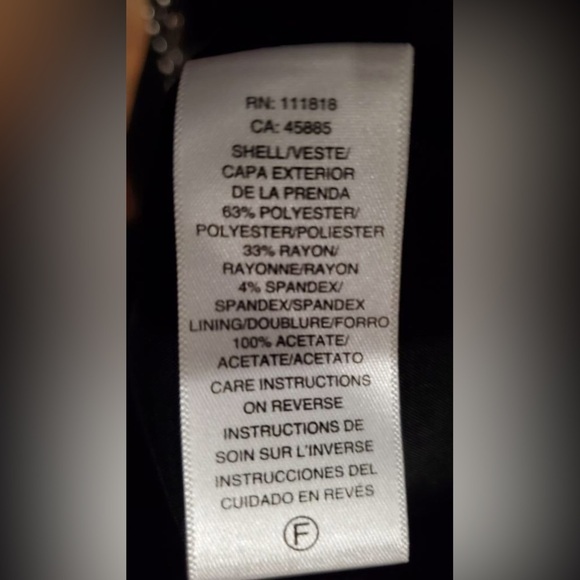 RN: 111818
CA: 45885
SHELL/VESTE/
CAPA EXTERIOR
DE LA PRENDA
63% POLYESTER/
POLYESTER/POLIESTER
33% RAYON/
RAYONNE/RAYON
4% SPANDEX/
SPANDEX/SPANDEX
LINING/DOUBLURE/FORRO
100% ACETATE/
ACETATE/ACETATO
CARE INSTRUCTIONS
ON REVERSE
INSTRUCTIONS DE
SOIN SUR L'INVERSE
INSTRUCCIONES DEL
CUIDADO EN REVÉS
F